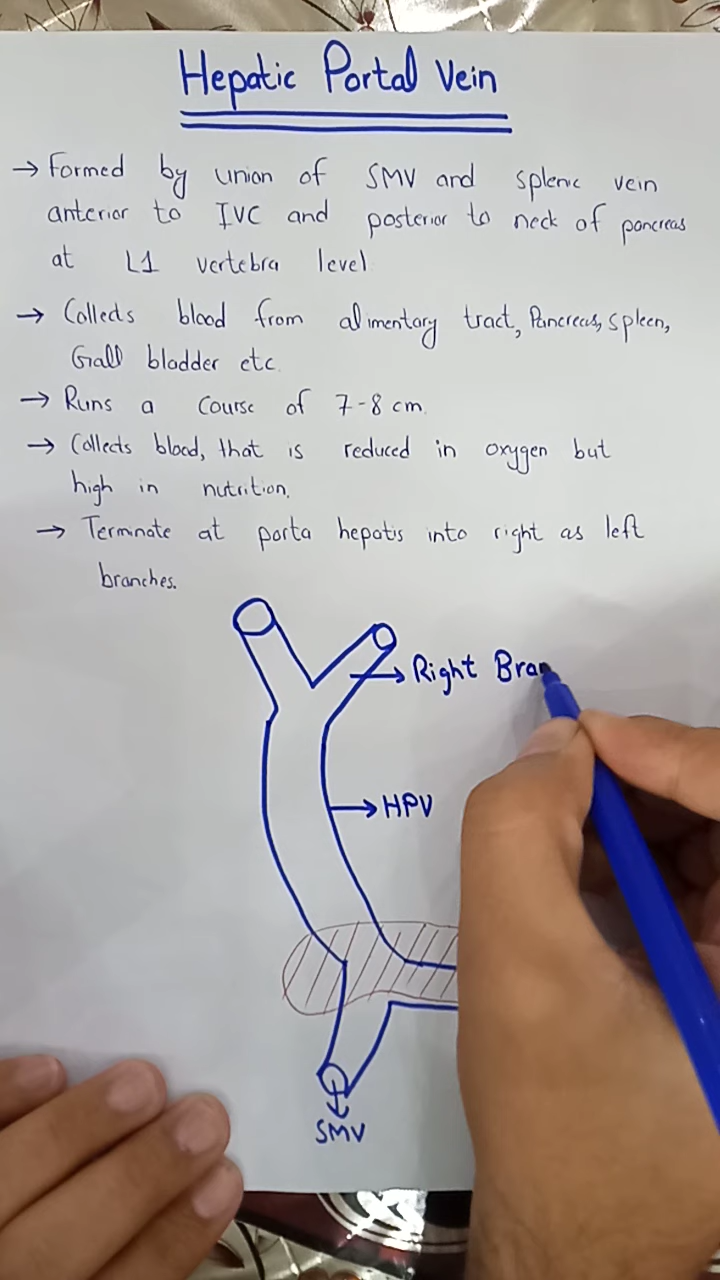 Hepatic Portal Vein
→ Formed by union of SMV and splenic vein
anterior to IVC and posterior to neck of pancreas
at L1 vertebra level
→ Collects blood from alimentary tract, Pancreas, Spleen,
Gall bladder etc.
→ Runs a course of 7-8 cm.
→ Collects blood, that is reduced in oxygen but
high in nutrition.
→ Terminate at porta hepatis into right as left
branches.
Right Bran
HPV
SMV